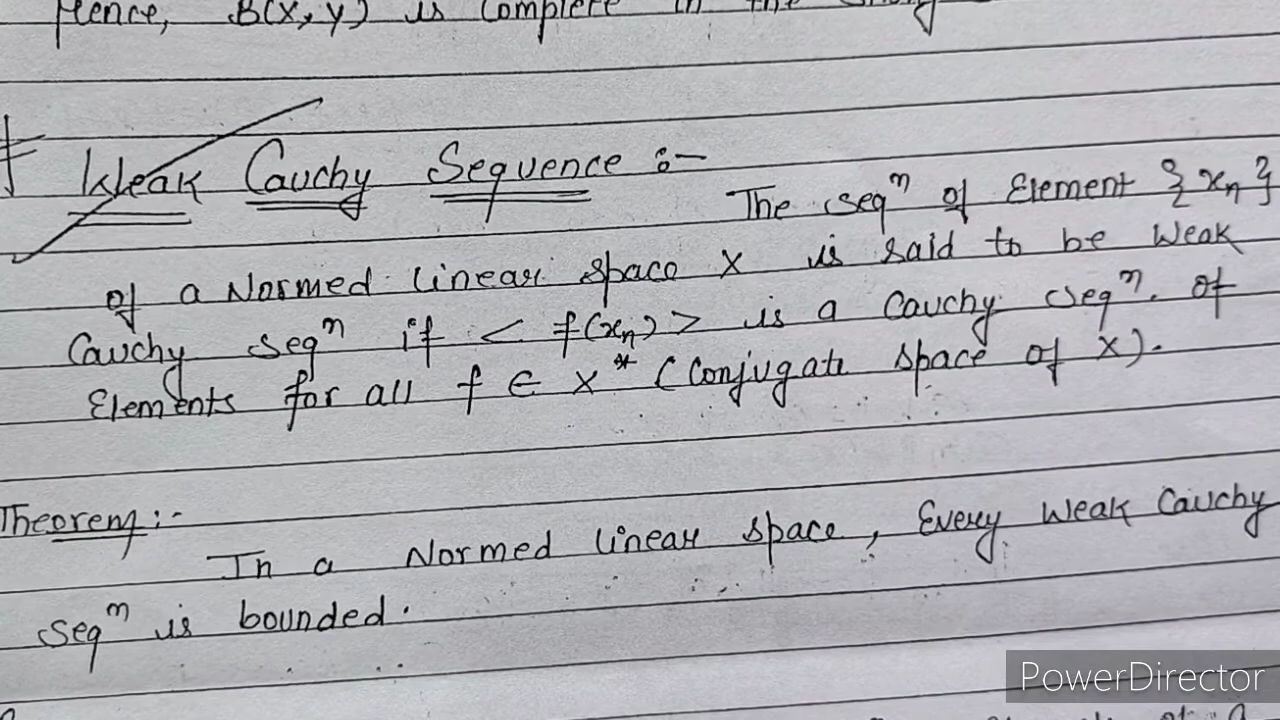 Hence, B(X, Y) is Complete in the
Weak Cauchy Sequence :-
The seqⁿ of Element {xₙ}
of a Normed linear space X is said to be Weak
Cauchy seqⁿ if < f(xₙ) > is a Cauchy seqⁿ. of
Elements for all f ∈ X* (Conjugate space of X).
Theorem :-
In a Normed linear space, Every Weak Cauchy
seqⁿ is bounded.
PowerDirector